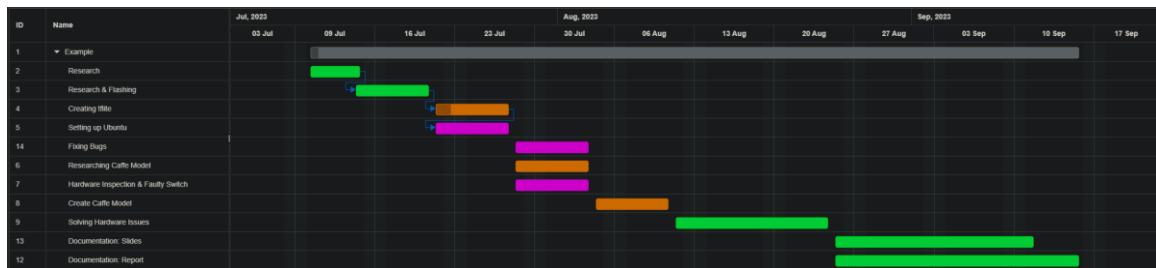 ID Name Jul, 2023 Aug, 2023 Sep, 2023
03 Jul 09 Jul 16 Jul 23 Jul 30 Jul 06 Aug 13 Aug 20 Aug 27 Aug 03 Sep 10 Sep 17 Sep
1 Example
2 Research
3 Research & Flashing
4 Creating tflite
5 Setting up Ubuntu
14 Fixing Bugs
6 Researching Caffe Model
7 Hardware Inspection & Faulty Switch
8 Create Caffe Model
9 Solving Hardware Issues
13 Documentation: Slides
12 Documentation: Report